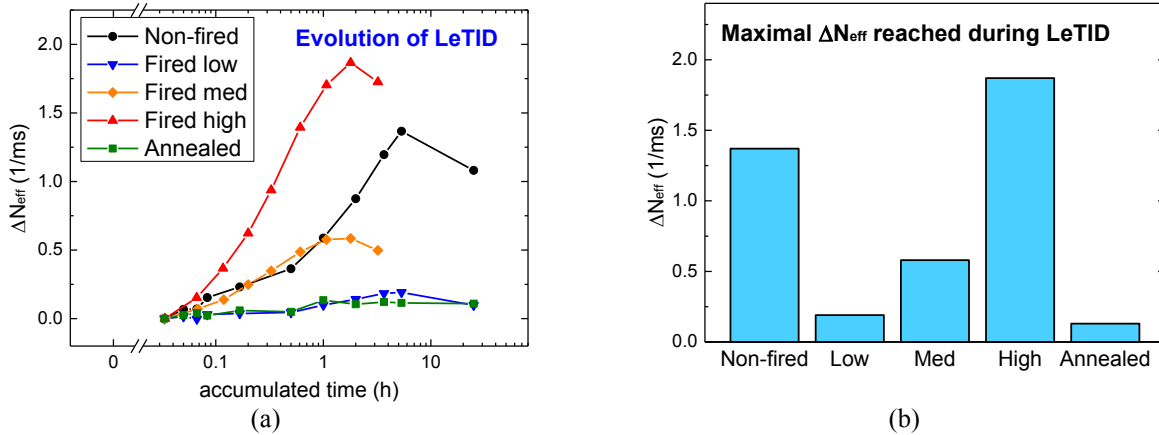 Non-fired
Fired low
Fired med
Fired high
Annealed
Evolution of LeTID
2.0
1.5
1.0
0.5
0.0
ΔNeff (1/ms)
0
0.1
1
10
accumulated time (h)
(a)
Maximal ΔNeff reached during LeTID
2.0
1.5
1.0
0.5
0.0
ΔNeff (1/ms)
Non-fired Low Med High Annealed
(b)